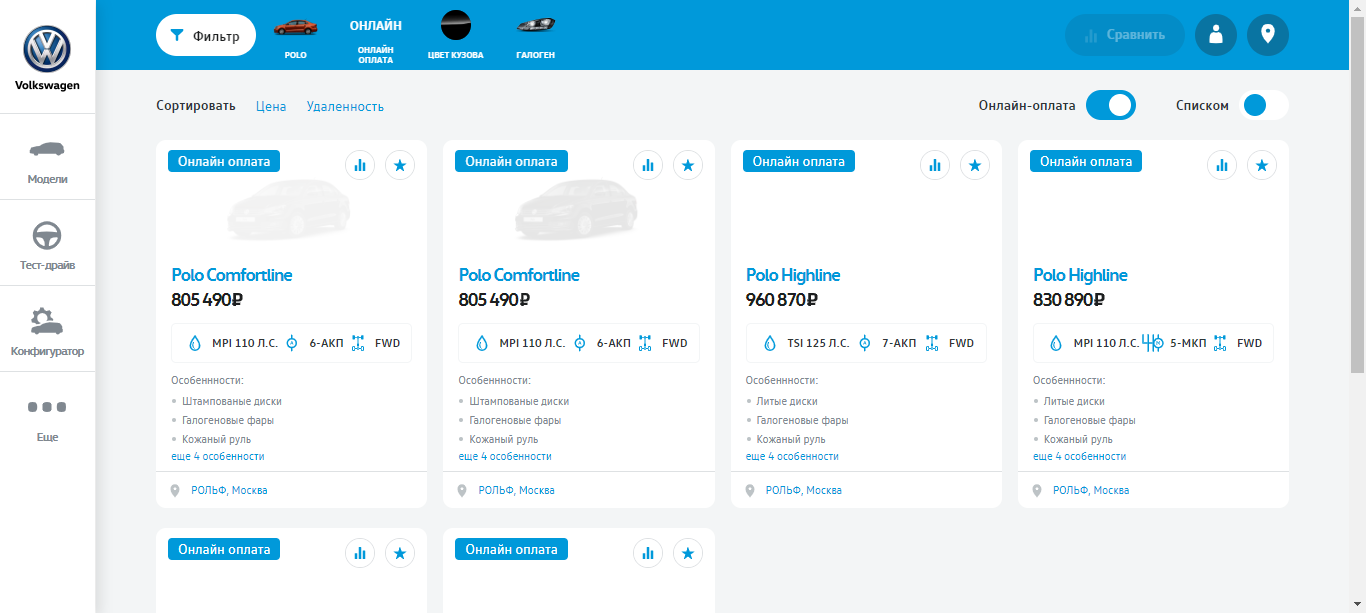 Volkswagen
Модели
Тест-драйв
Конфигуратор
Еще
Фильтр
POLO
ОНЛАЙН
ОНЛАЙН
ОПЛАТА
ЦВЕТ КУЗОВА
ГАЛОГЕН
Сравнить
Сортировать Цена Удаленность
Онлайн-оплата
Списком
Онлайн оплата
Polo Comfortline
805 490₽
MPI 110 Л.С. 6-АКП FWD
Особеннности:
Штампованые диски
Галогеновые фары
Кожаный руль
еще 4 особенности
РОЛЬФ, Москва
Онлайн оплата
Polo Comfortline
805 490₽
MPI 110 Л.С. 6-АКП FWD
Особеннности:
Штампованые диски
Галогеновые фары
Кожаный руль
еще 4 особенности
РОЛЬФ, Москва
Онлайн оплата
Polo Highline
960 870₽
TSI 125 Л.С. 7-АКП FWD
Особеннности:
Литые диски
Галогеновые фары
Кожаный руль
еще 4 особенности
РОЛЬФ, Москва
Онлайн оплата
Polo Highline
830 890₽
MPI 110 Л.С. 5-МКП FWD
Особеннности:
Литые диски
Галогеновые фары
Кожаный руль
еще 4 особенности
РОЛЬФ, Москва
Онлайн оплата
Онлайн оплата